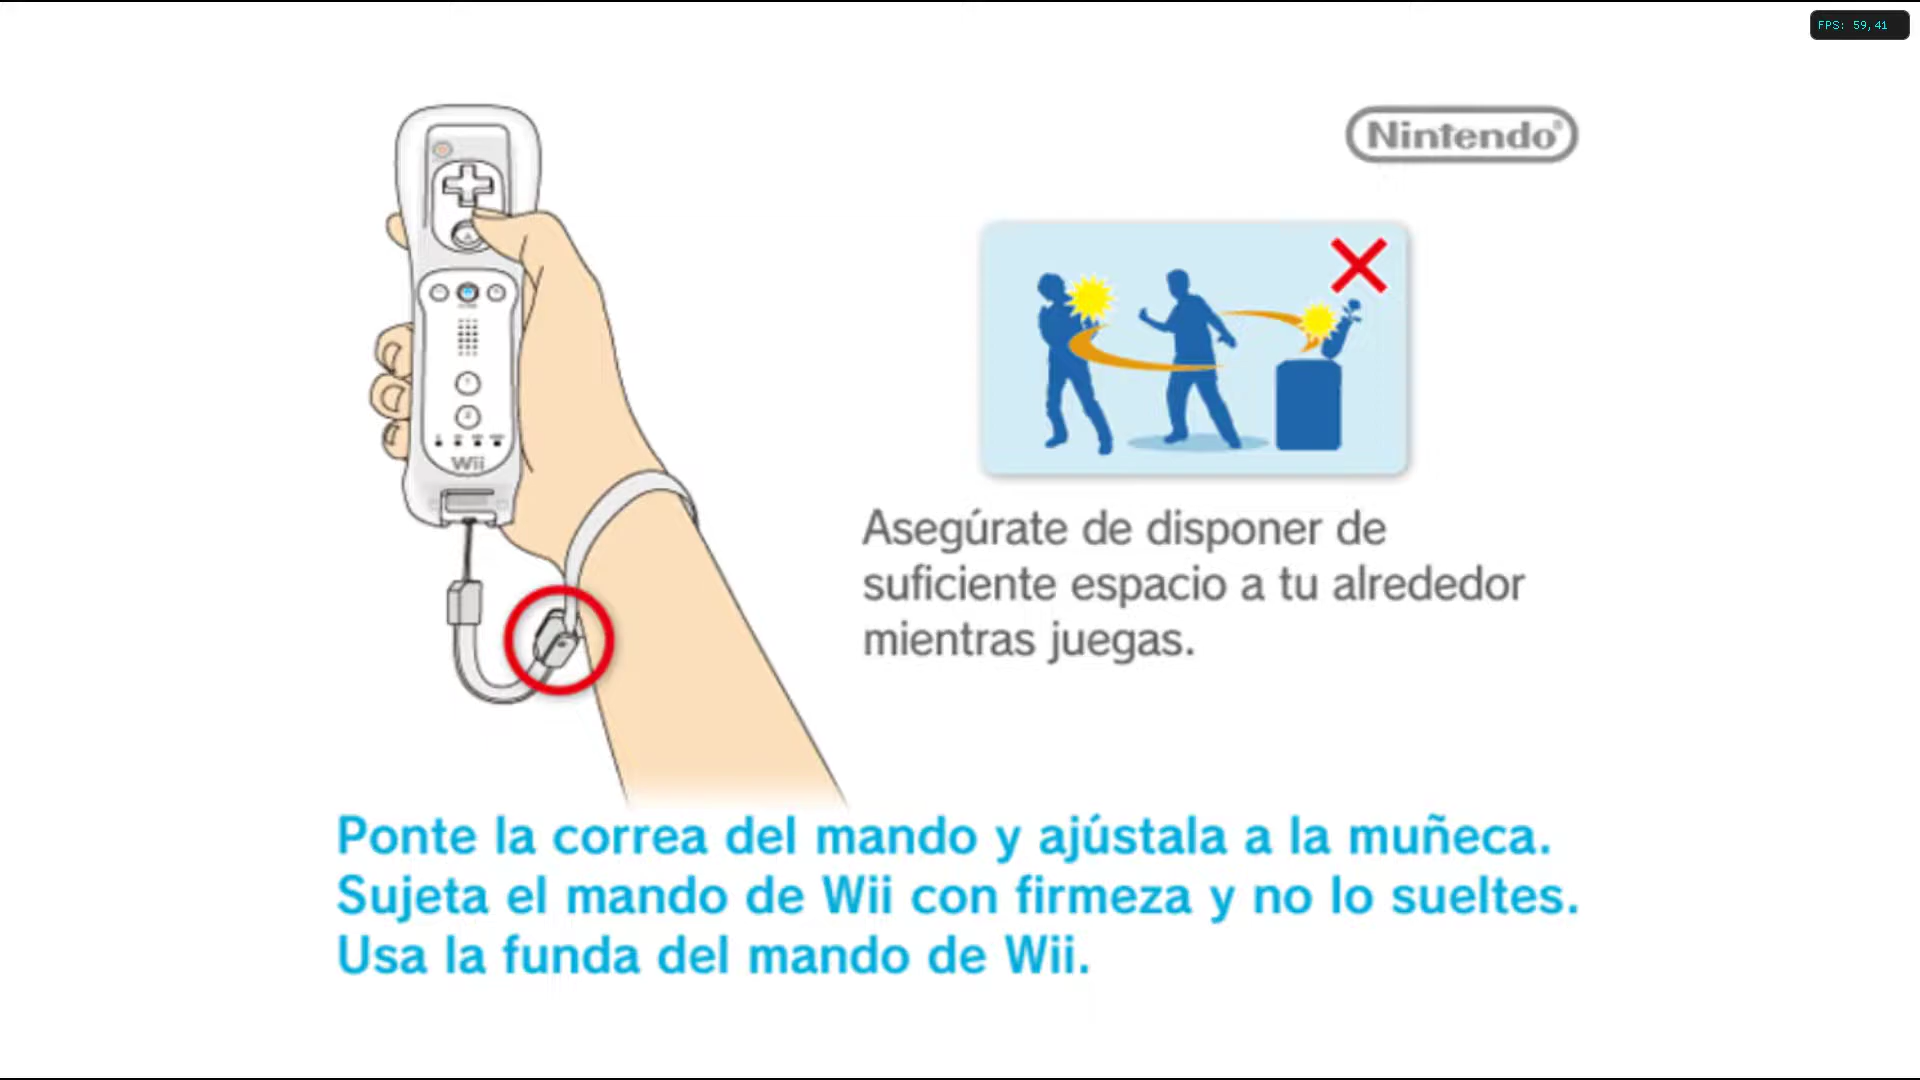 FPS: 59,41
Nintendo®
Wii
Asegúrate de disponer de
suficiente espacio a tu alrededor
mientras juegas.
Ponte la correa del mando y ajústala a la muñeca.
Sujeta el mando de Wii con firmeza y no lo sueltes.
Usa la funda del mando de Wii.